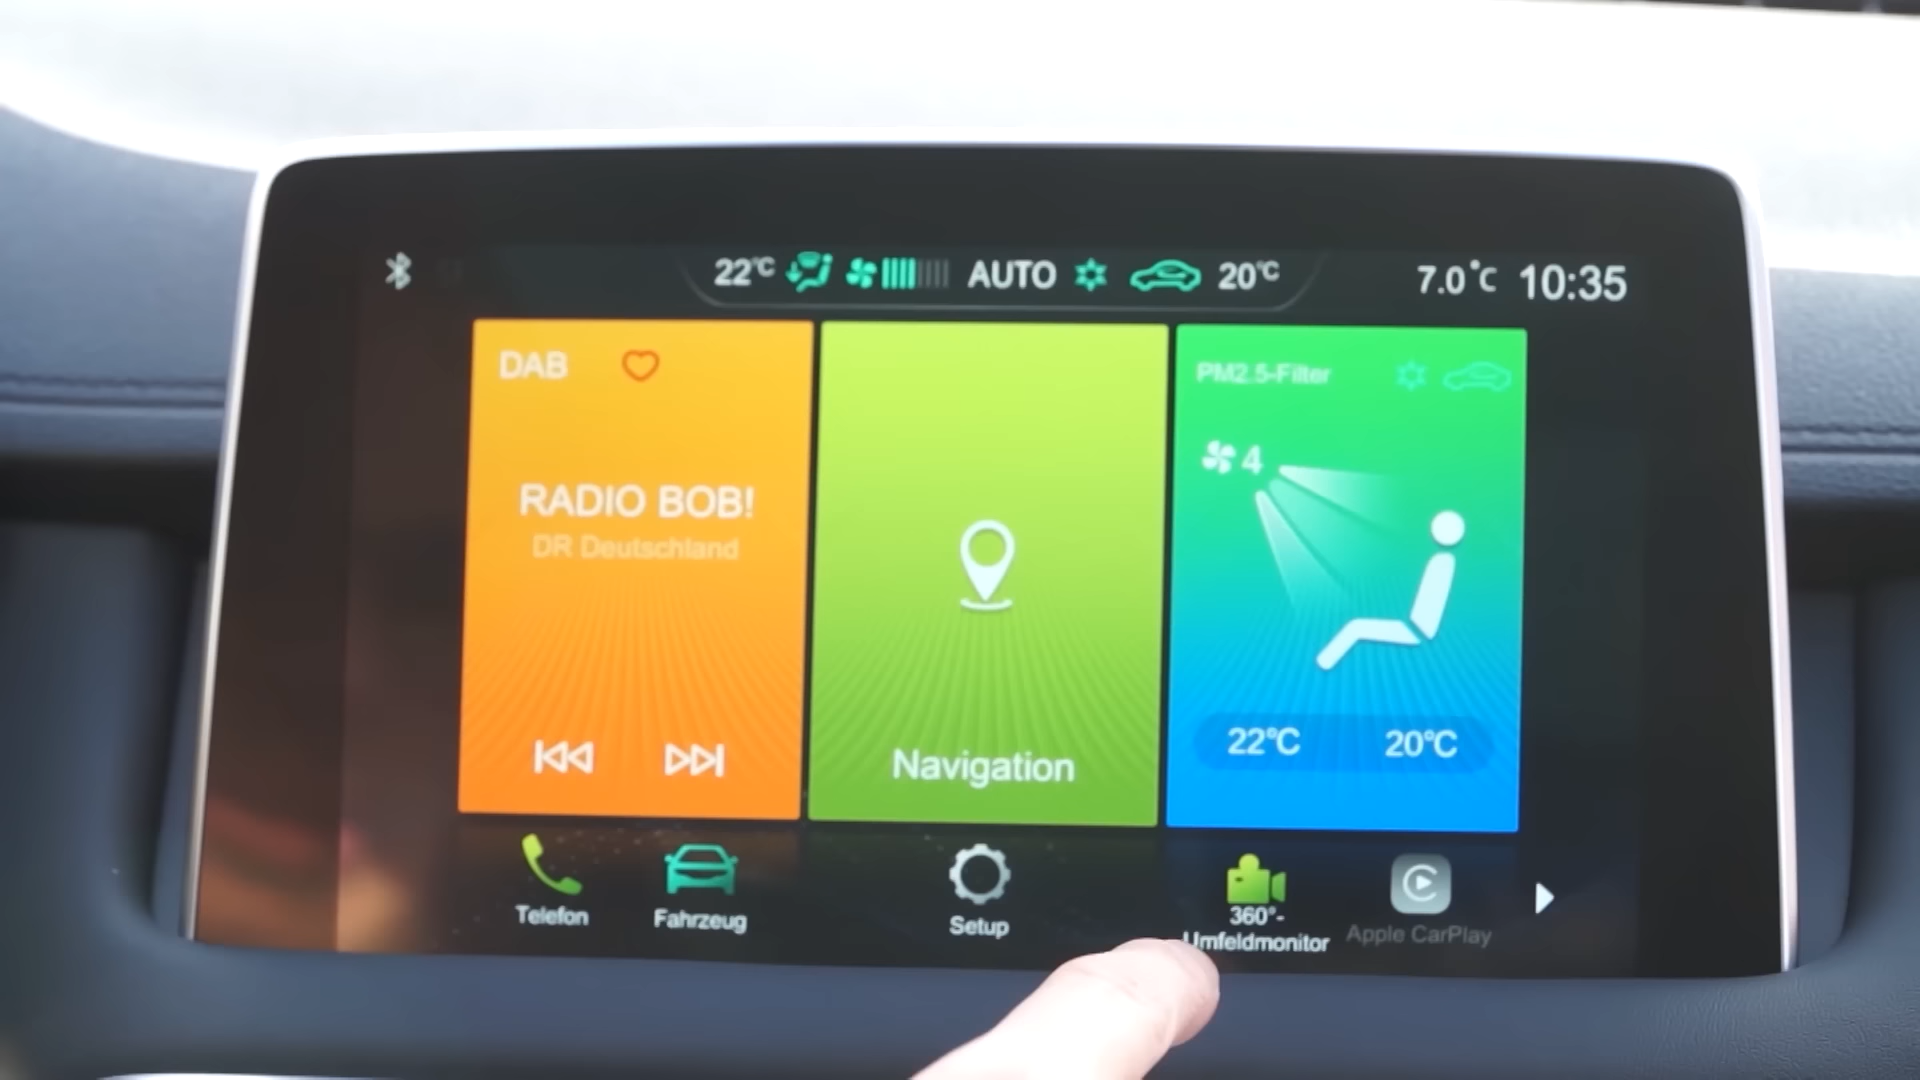 22°C AUTO 20°C 7.0°C 10:35
DAB
RADIO BOB!
DR Deutschland
Navigation
PM2.5-Filter
4
22°C 20°C
Telefon
Fahrzeug
Setup
360°-
Umfeldmonitor
Apple CarPlay